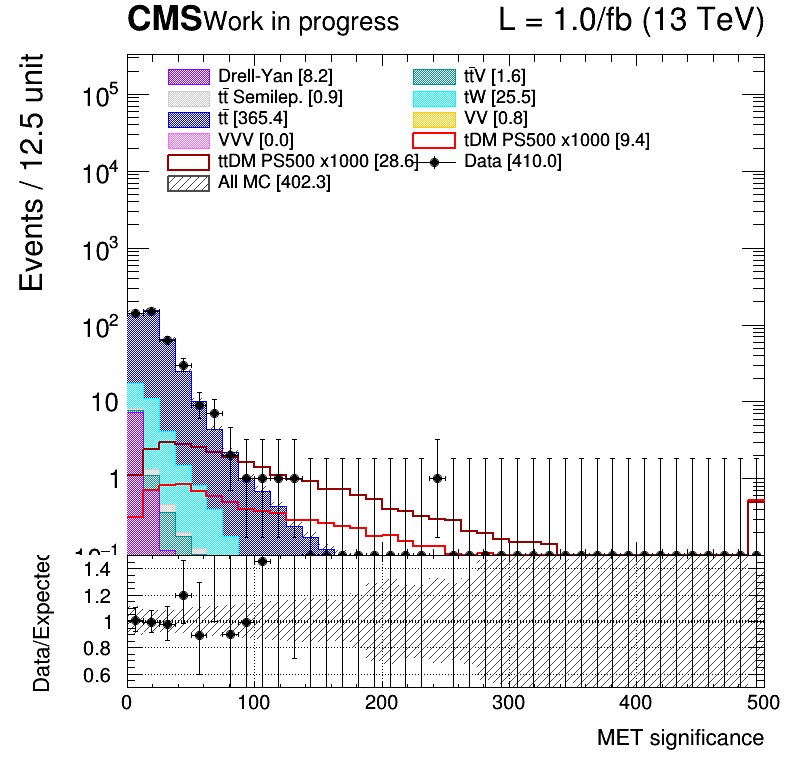 CMS Work in progress L = 1.0/fb (13 TeV)
Drell-Yan [8.2] tt̄V [1.6]
tt̄ Semilep. [0.9] tW [25.5]
tt̄ [365.4] VV [0.8]
VVV [0.0] tDM PS500 x1000 [9.4]
ttDM PS500 x1000 [28.6] Data [410.0]
All MC [402.3]
Events / 12.5 unit
10⁵
10⁴
10³
10²
10
1
10⁻¹
Data/Expected
1.4
1.2
1
0.8
0.6
0 100 200 300 400 500
MET significance